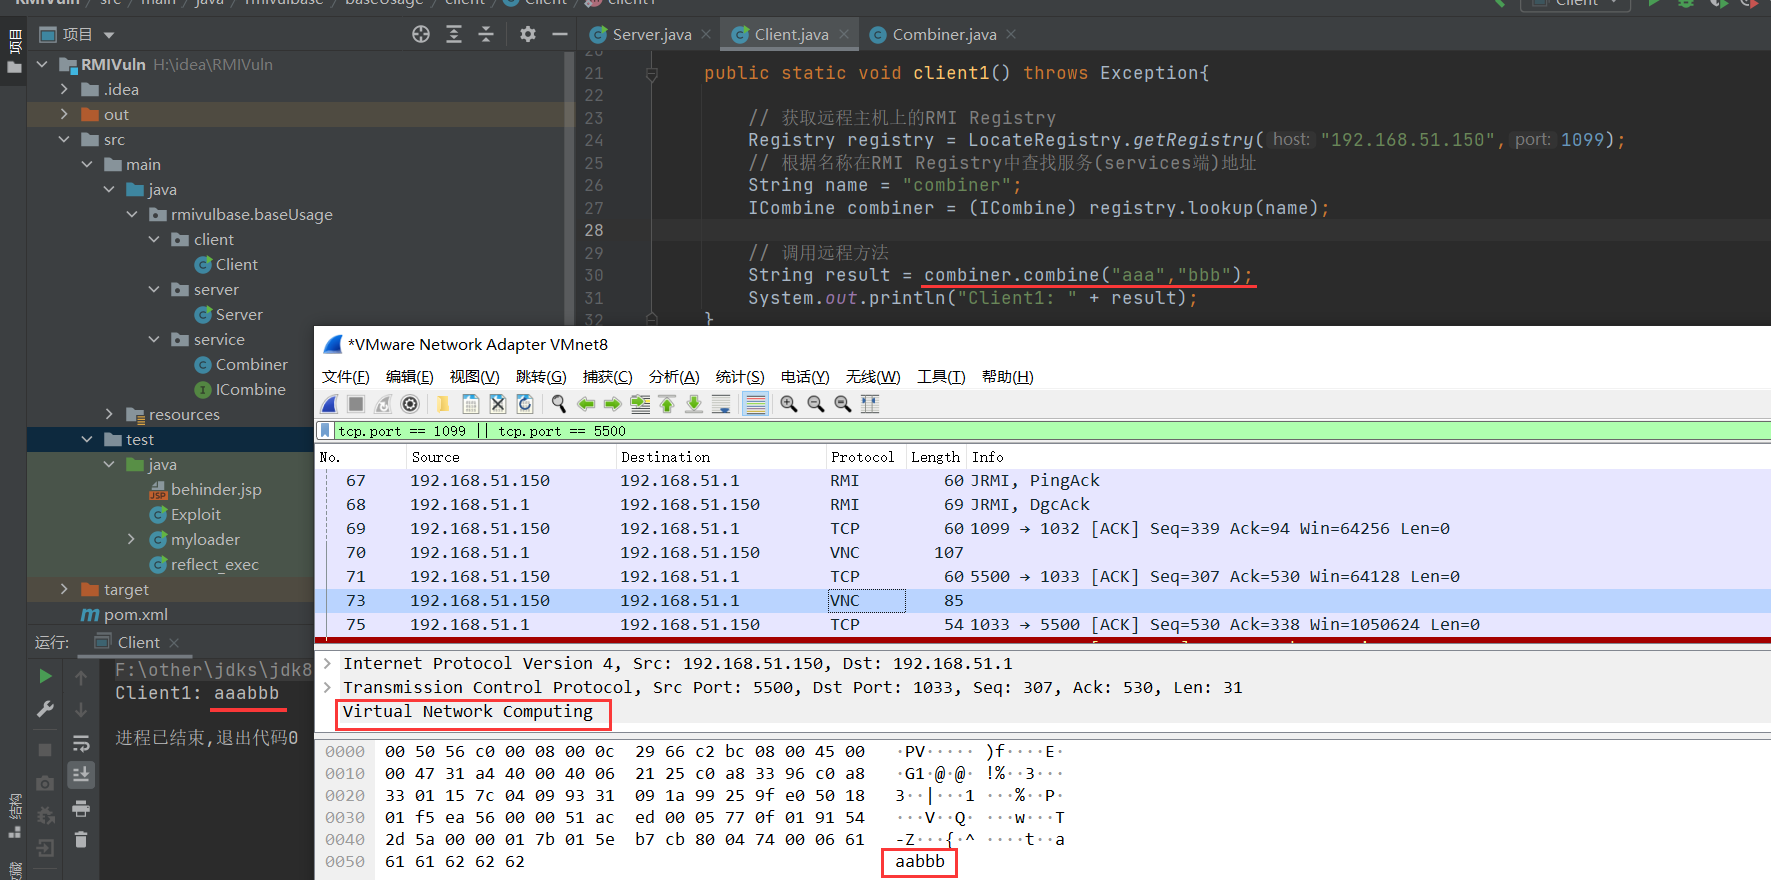 RMIVuln / src / main / java / rmivulbase / baseUsage / client / Client / client1
Client
项目
项目
Server.java
Client.java
Combiner.java
RMIVuln H:\idea\RMIVuln
.idea
out
src
main
java
rmivulbase.baseUsage
client
Client
server
Server
service
Combiner
ICombine
resources
test
java
behinder.jsp
Exploit
myloader
reflect_exec
target
pom.xml
20
21 public static void client1() throws Exception{
22
23 // 获取远程主机上的RMI Registry
24 Registry registry = LocateRegistry.getRegistry( host: "192.168.51.150", port: 1099);
25 // 根据名称在RMI Registry中查找服务(services端)地址
26 String name = "combiner";
27 ICombine combiner = (ICombine) registry.lookup(name);
28
29 // 调用远程方法
30 String result = combiner.combine("aaa","bbb");
31 System.out.println("Client1: " + result);
32 }
运行: Client
F:\other\jdks\jdk8
Client1: aaabbb
进程已结束,退出代码0
结构
收藏
*VMware Network Adapter VMnet8
文件(F) 编辑(E) 视图(V) 跳转(G) 捕获(C) 分析(A) 统计(S) 电话(Y) 无线(W) 工具(T) 帮助(H)
tcp.port == 1099 || tcp.port == 5500
No. Source Destination Protocol Length Info
67 192.168.51.150 192.168.51.1 RMI 60 JRMI, PingAck
68 192.168.51.1 192.168.51.150 RMI 69 JRMI, DgcAck
69 192.168.51.150 192.168.51.1 TCP 60 1099 → 1032 [ACK] Seq=339 Ack=94 Win=64256 Len=0
70 192.168.51.1 192.168.51.150 VNC 107
71 192.168.51.150 192.168.51.1 TCP 60 5500 → 1033 [ACK] Seq=307 Ack=530 Win=64128 Len=0
73 192.168.51.150 192.168.51.1 VNC 85
75 192.168.51.1 192.168.51.150 TCP 54 1033 → 5500 [ACK] Seq=530 Ack=338 Win=1050624 Len=0
Internet Protocol Version 4, Src: 192.168.51.150, Dst: 192.168.51.1
Transmission Control Protocol, Src Port: 5500, Dst Port: 1033, Seq: 307, Ack: 530, Len: 31
Virtual Network Computing
0000 00 50 56 c0 00 08 00 0c 29 66 c2 bc 08 00 45 00 ·PV····· )f····E·
0010 00 47 31 a4 40 00 40 06 21 25 c0 a8 33 96 c0 a8 ·G1·@·@· !%··3···
0020 33 01 15 7c 04 09 93 31 09 1a 99 25 9f e0 50 18 3··|···1 ···%··P·
0030 01 f5 ea 56 00 00 51 ac ed 00 05 77 0f 01 91 54 ···V··Q· ···w···T
0040 2d 5a 00 00 01 7b 01 5e b7 cb 80 04 74 00 06 61 -Z···{·^ ····t··a
0050 61 61 62 62 62 aabbb